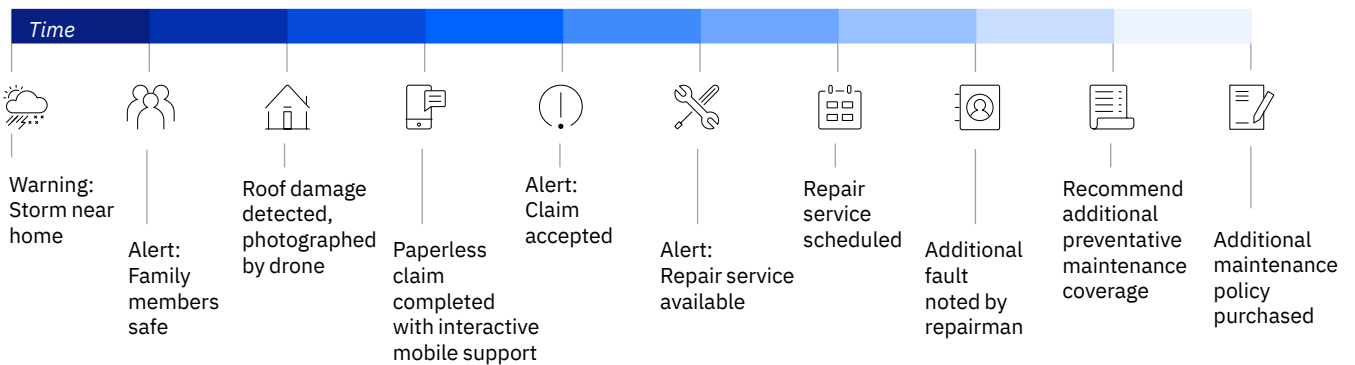 Time
Warning:
Storm near
home
Alert:
Family
members
safe
Roof damage
detected,
photographed
by drone
Paperless
claim
completed
with interactive
mobile support
Alert:
Claim
accepted
Alert:
Repair service
available
Repair
service
scheduled
Additional
fault
noted by
repairman
Recommend
additional
preventative
maintenance
coverage
Additional
maintenance
policy
purchased